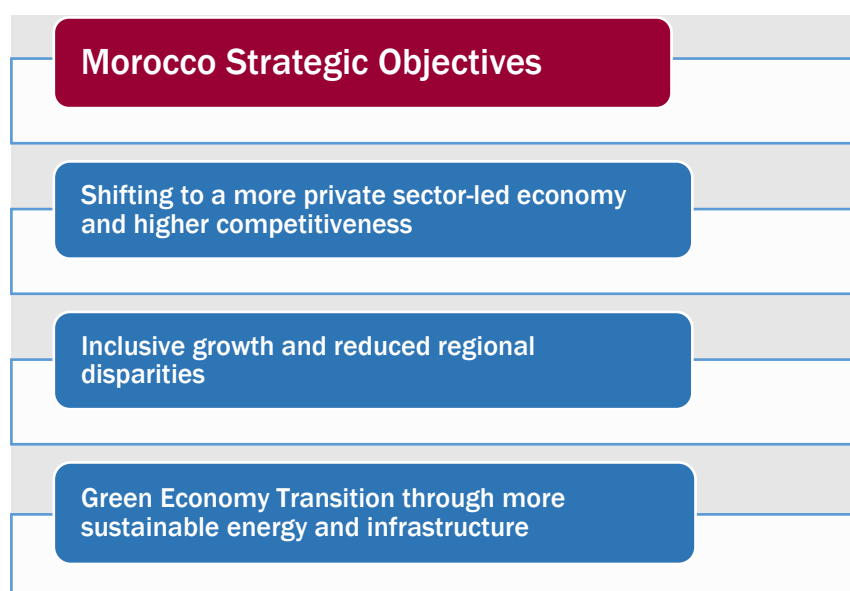 Morocco Strategic Objectives
Shifting to a more private sector-led economy
and higher competitiveness
Inclusive growth and reduced regional
disparities
Green Economy Transition through more
sustainable energy and infrastructure